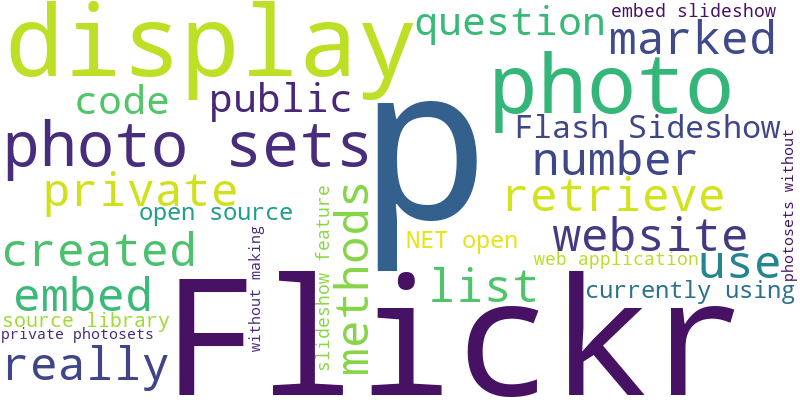 display
question
embed slideshow
marked
photo
code
public
p
Flash Sideshow
photo sets
number
private
retrieve
open source
methods
slideshow feature
photosets without
created
without making
NET open
website
web application
use
embed
list
currently using
source library
private photosets
really
Flickr